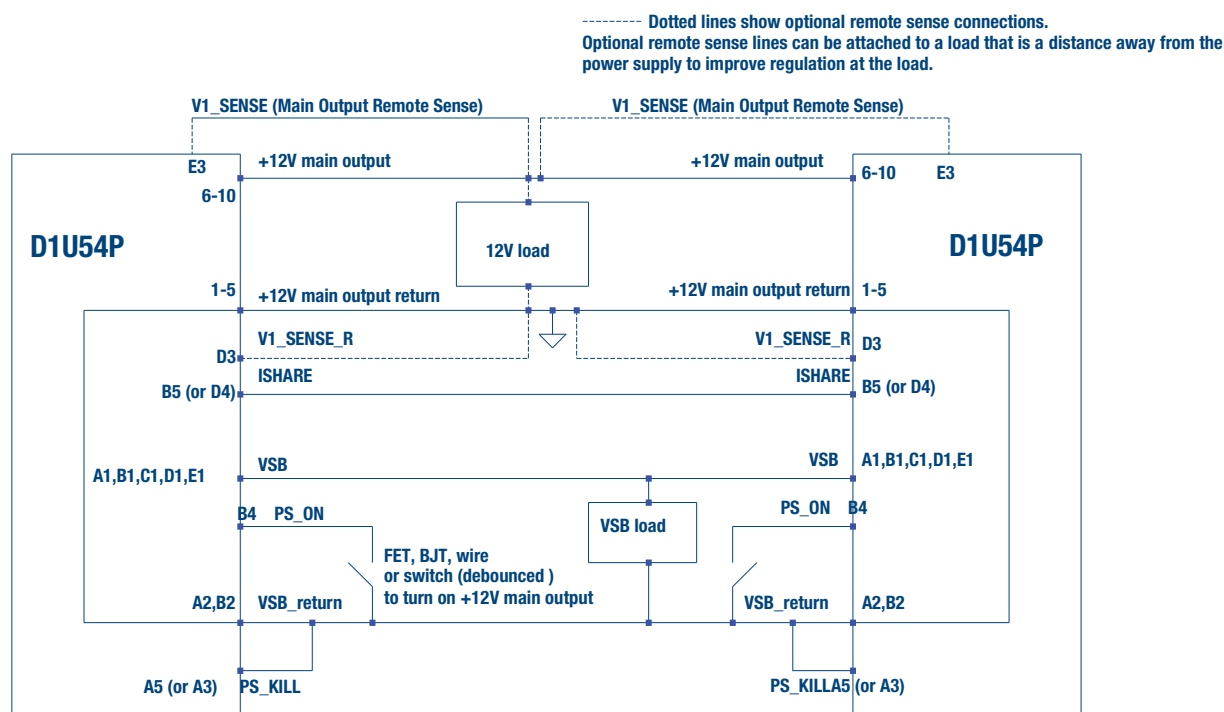 --------- Dotted lines show optional remote sense connections.
Optional remote sense lines can be attached to a load that is a distance away from the
power supply to improve regulation at the load.
V1_SENSE (Main Output Remote Sense)
V1_SENSE (Main Output Remote Sense)
E3
+12V main output
+12V main output
6-10
E3
6-10
D1U54P
12V load
D1U54P
1-5
+12V main output return
+12V main output return
1-5
V1_SENSE_R
V1_SENSE_R
D3
D3
ISHARE
ISHARE
B5 (or D4)
B5 (or D4)
VSB
VSB
A1,B1,C1,D1,E1
A1,B1,C1,D1,E1
B4
PS_ON
VSB load
PS_ON
B4
FET, BJT, wire
or switch (debounced )
to turn on +12V main output
A2,B2
VSB_return
VSB_return
A2,B2
A5 (or A3)
PS_KILL
PS_KILLA5 (or A3)